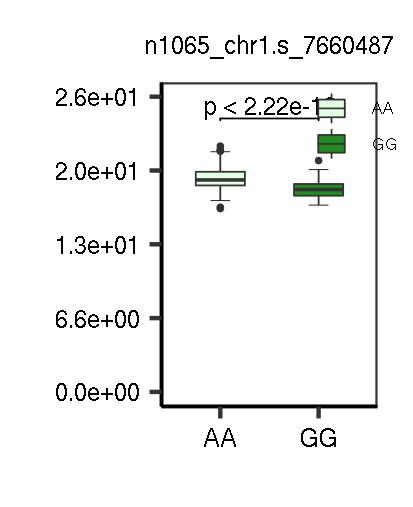 n1065_chr1.s_7660487
2.6e+01
2.0e+01
1.3e+01
6.6e+00
0.0e+00
p < 2.22e-1
AA
GG
AA
GG